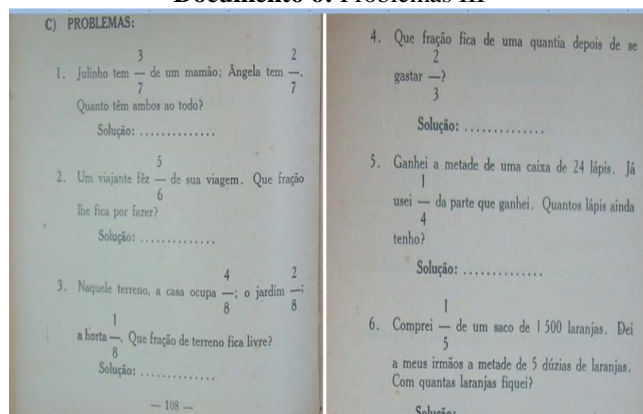 Documento 6: Problemas III
C) PROBLEMAS:
1. Julinho tem 3/7 de um mamão; Ângela tem 2/7.
Quanto têm ambos ao todo?
Solução: ..............
2. Um viajante fêz 5/6 de sua viagem. Que fração
lhe fica por fazer?
Solução: ..............
3. Naquele terreno, a casa ocupa 4/8; o jardim 2/8;
a horta 1/8. Que fração de terreno fica livre?
Solução: ..............
— 108 —
4. Que fração fica de uma quantia depois de se
gastar 2/3?
Solução: ..............
5. Ganhei a metade de uma caixa de 24 lápis. Já
usei 1/4 da parte que ganhei. Quantos lápis ainda
tenho?
Solução: ..............
6. Comprei 1/5 de um saco de 1 500 laranjas. Dei
a meus irmãos a metade de 5 dúzias de laranjas.
Com quantas laranjas fiquei?
Solução: